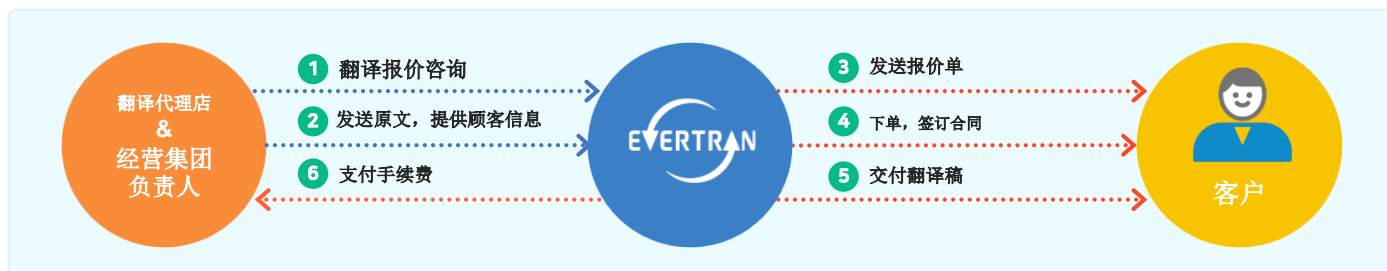 翻译代理店
&
经营集团
负责人
1 翻译报价咨询
2 发送原文，提供顾客信息
6 支付手续费
EVERTRAN
3 发送报价单
4 下单，签订合同
5 交付翻译稿
客户